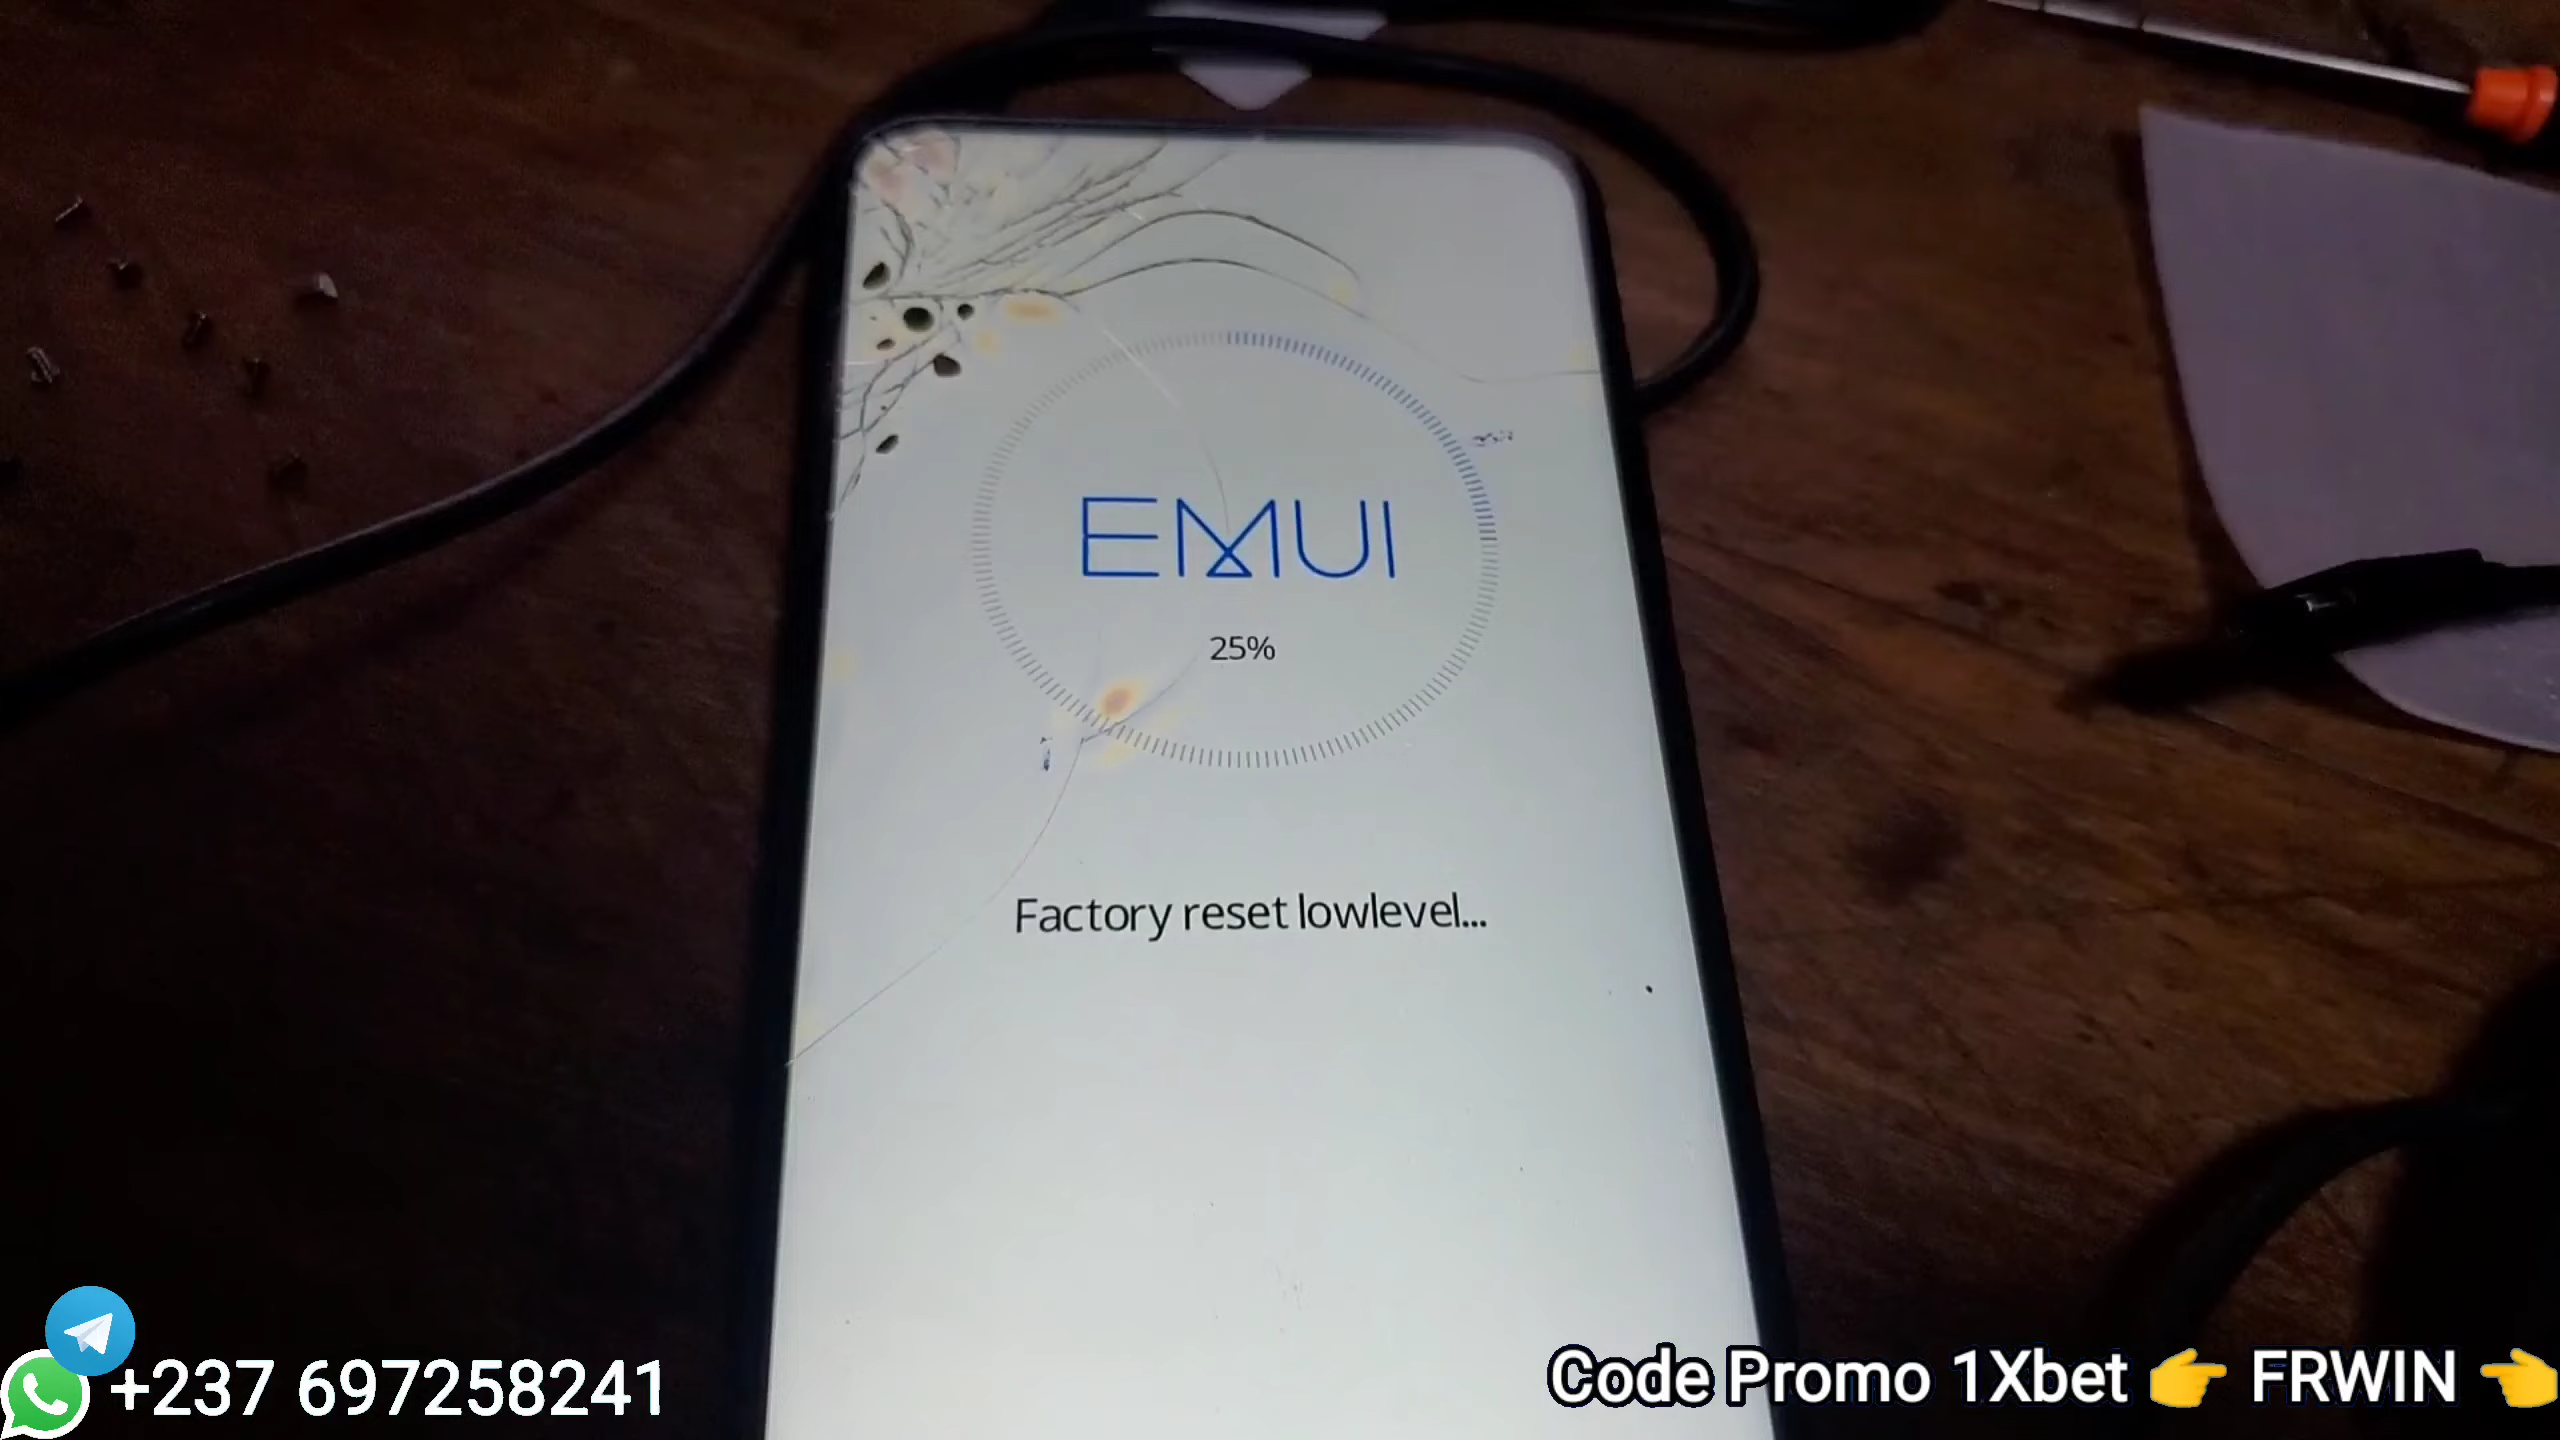 EMUI
25%
Factory reset lowlevel...
+237 697258241
Code Promo 1Xbet 👉 FRWIN 👈